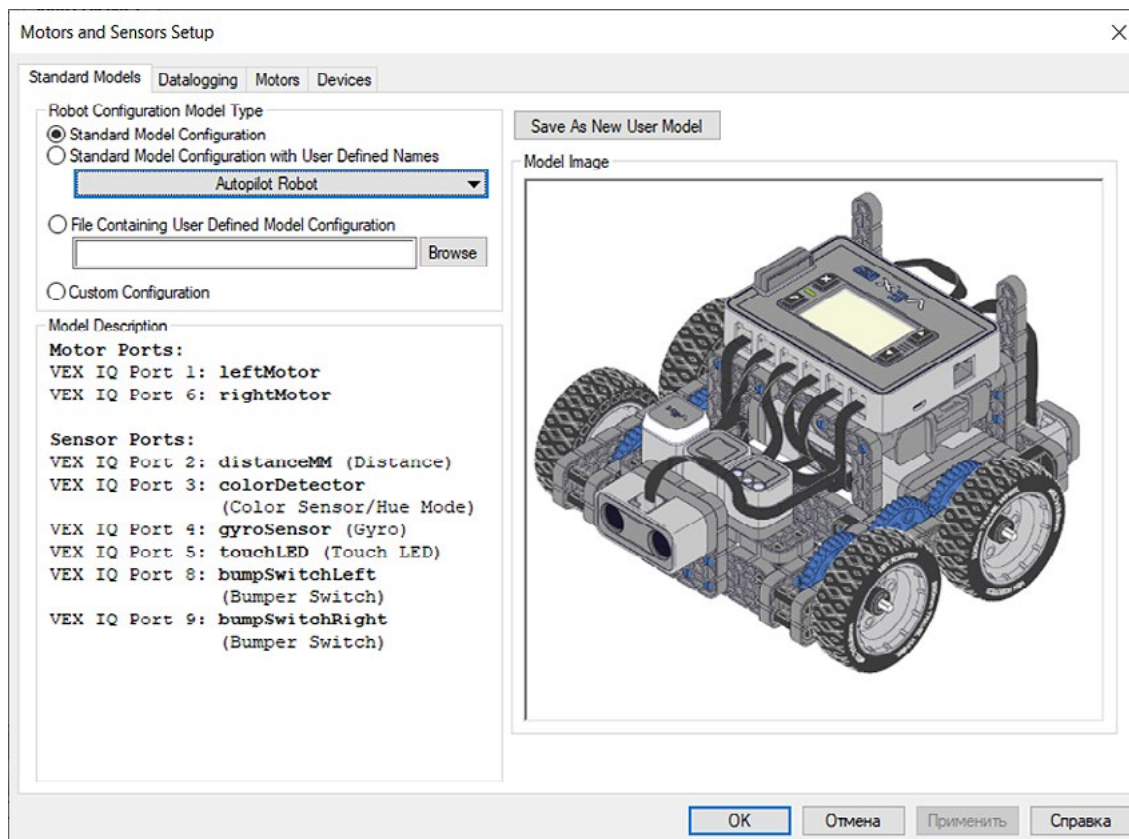 Motors and Sensors Setup
Standard Models
Datalogging
Motors
Devices
Robot Configuration Model Type
Standard Model Configuration
Standard Model Configuration with User Defined Names
Autopilot Robot
File Containing User Defined Model Configuration
Browse
Custom Configuration
Model Description
Motor Ports:
VEX IQ Port 1: leftMotor
VEX IQ Port 6: rightMotor
Sensor Ports:
VEX IQ Port 2: distanceMM (Distance)
VEX IQ Port 3: colorDetector
(Color Sensor/Hue Mode)
VEX IQ Port 4: gyroSensor (Gyro)
VEX IQ Port 5: touchLED (Touch LED)
VEX IQ Port 8: bumpSwitchLeft
(Bumper Switch)
VEX IQ Port 9: bumpSwitchRight
(Bumper Switch)
Save As New User Model
Model Image
VEX IQ
OK
Отмена
Применить
Справка